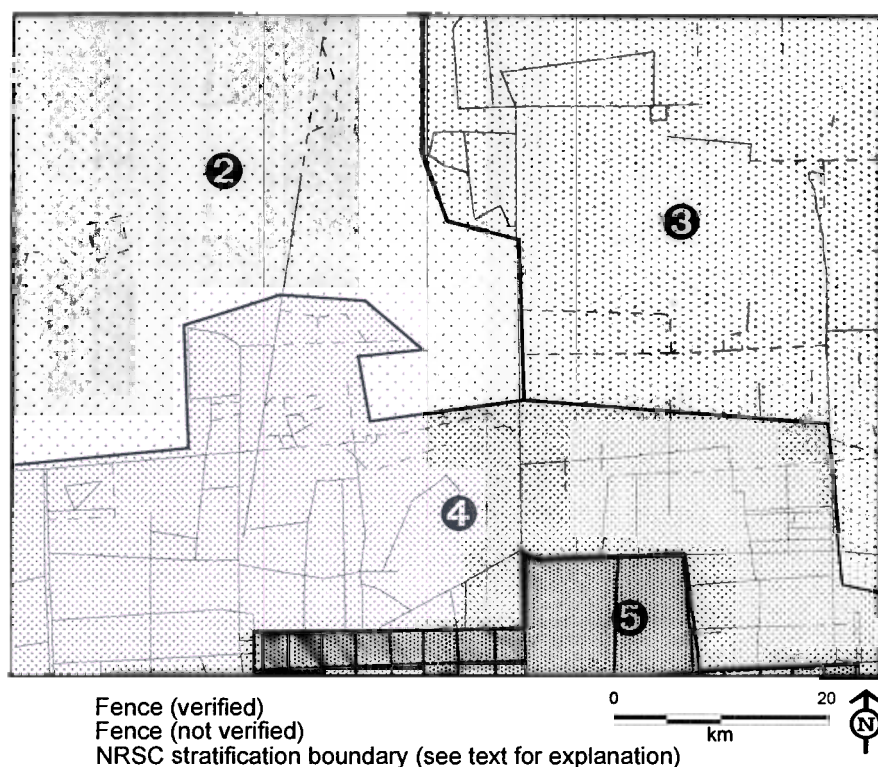 2
3
4
5
Fence (verified)
Fence (not verified)
NRSC stratification boundary (see text for explanation)
0 20
km
N